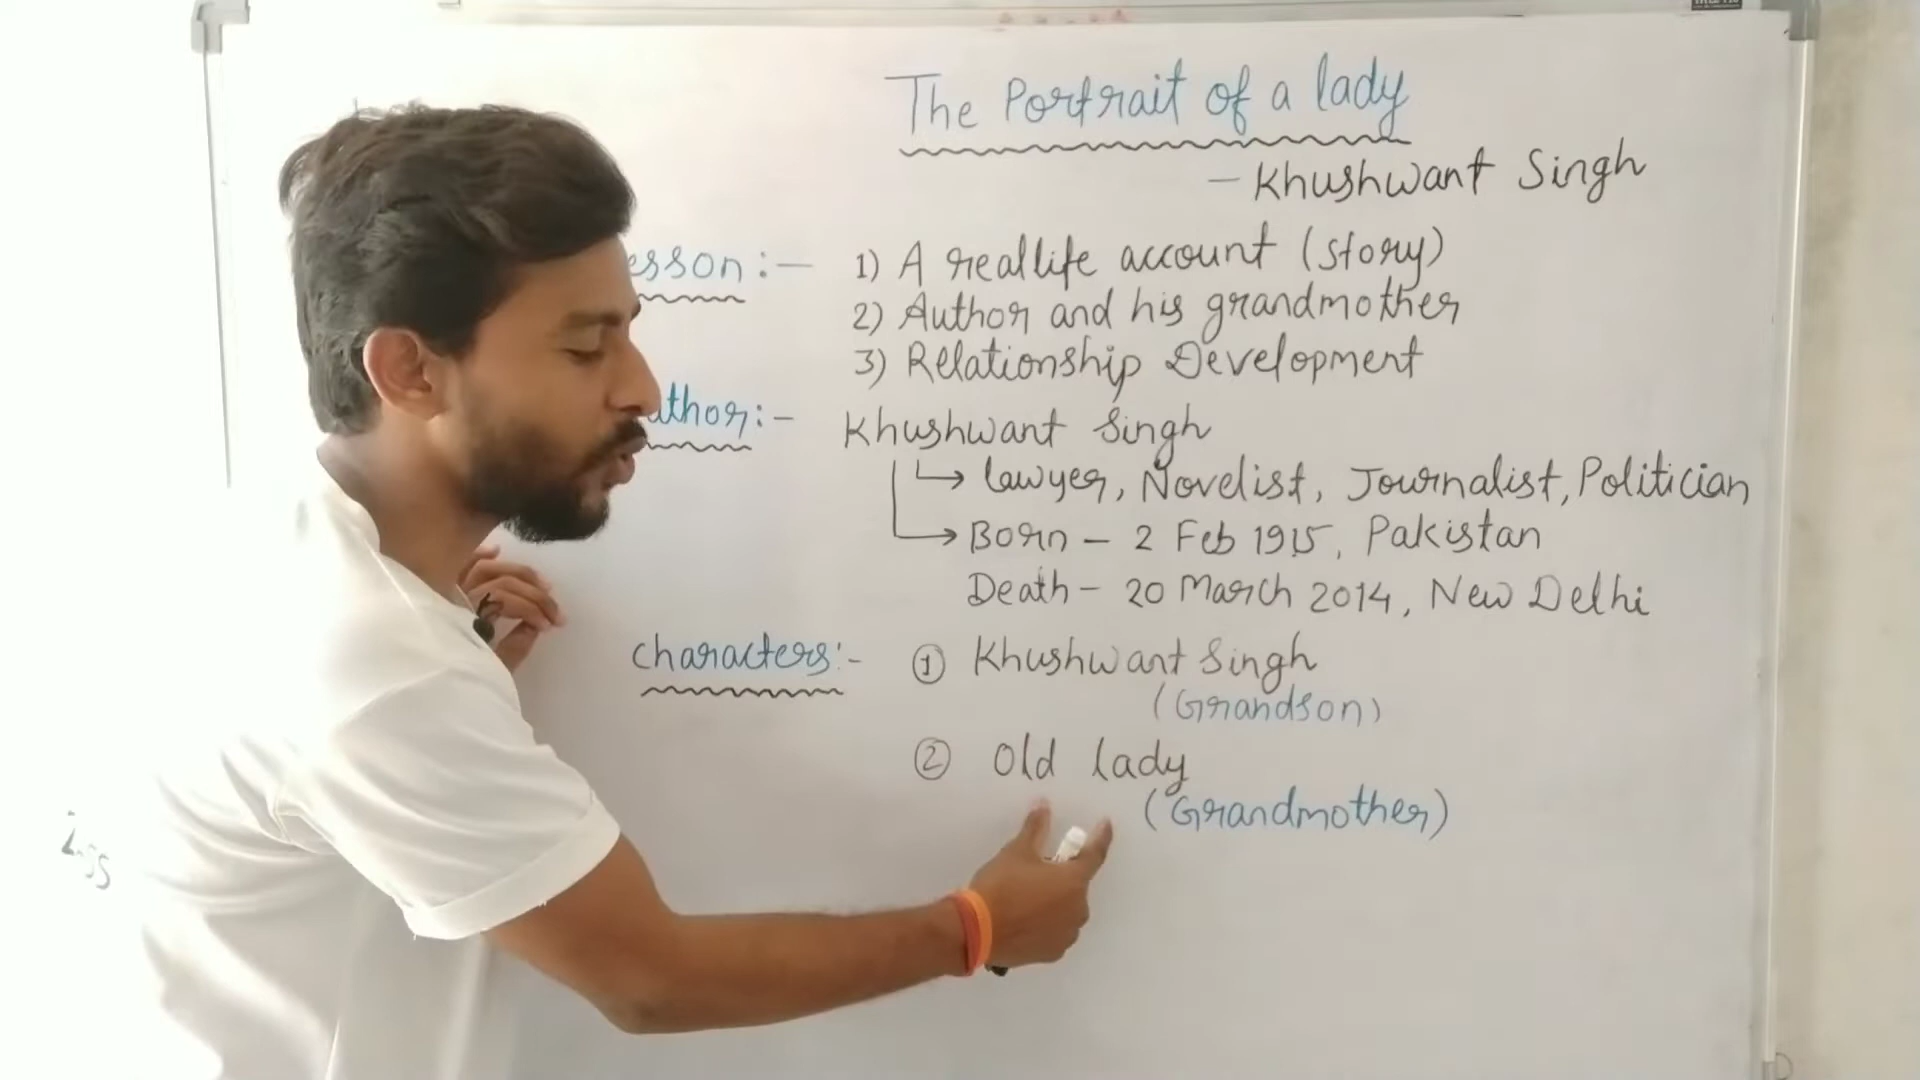 The Portrait of a lady
- Khushwant Singh
esson :- 1) A reallife account (story)
2) Author and his grandmother
3) Relationship Development
uthor :- Khushwant Singh
→ lawyer, Novelist, Journalist, Politician
→ Born - 2 Feb 1915, Pakistan
Death - 20 March 2014, New Delhi
characters :- ① Khushwant Singh
(Grandson)
② Old lady
(Grandmother)